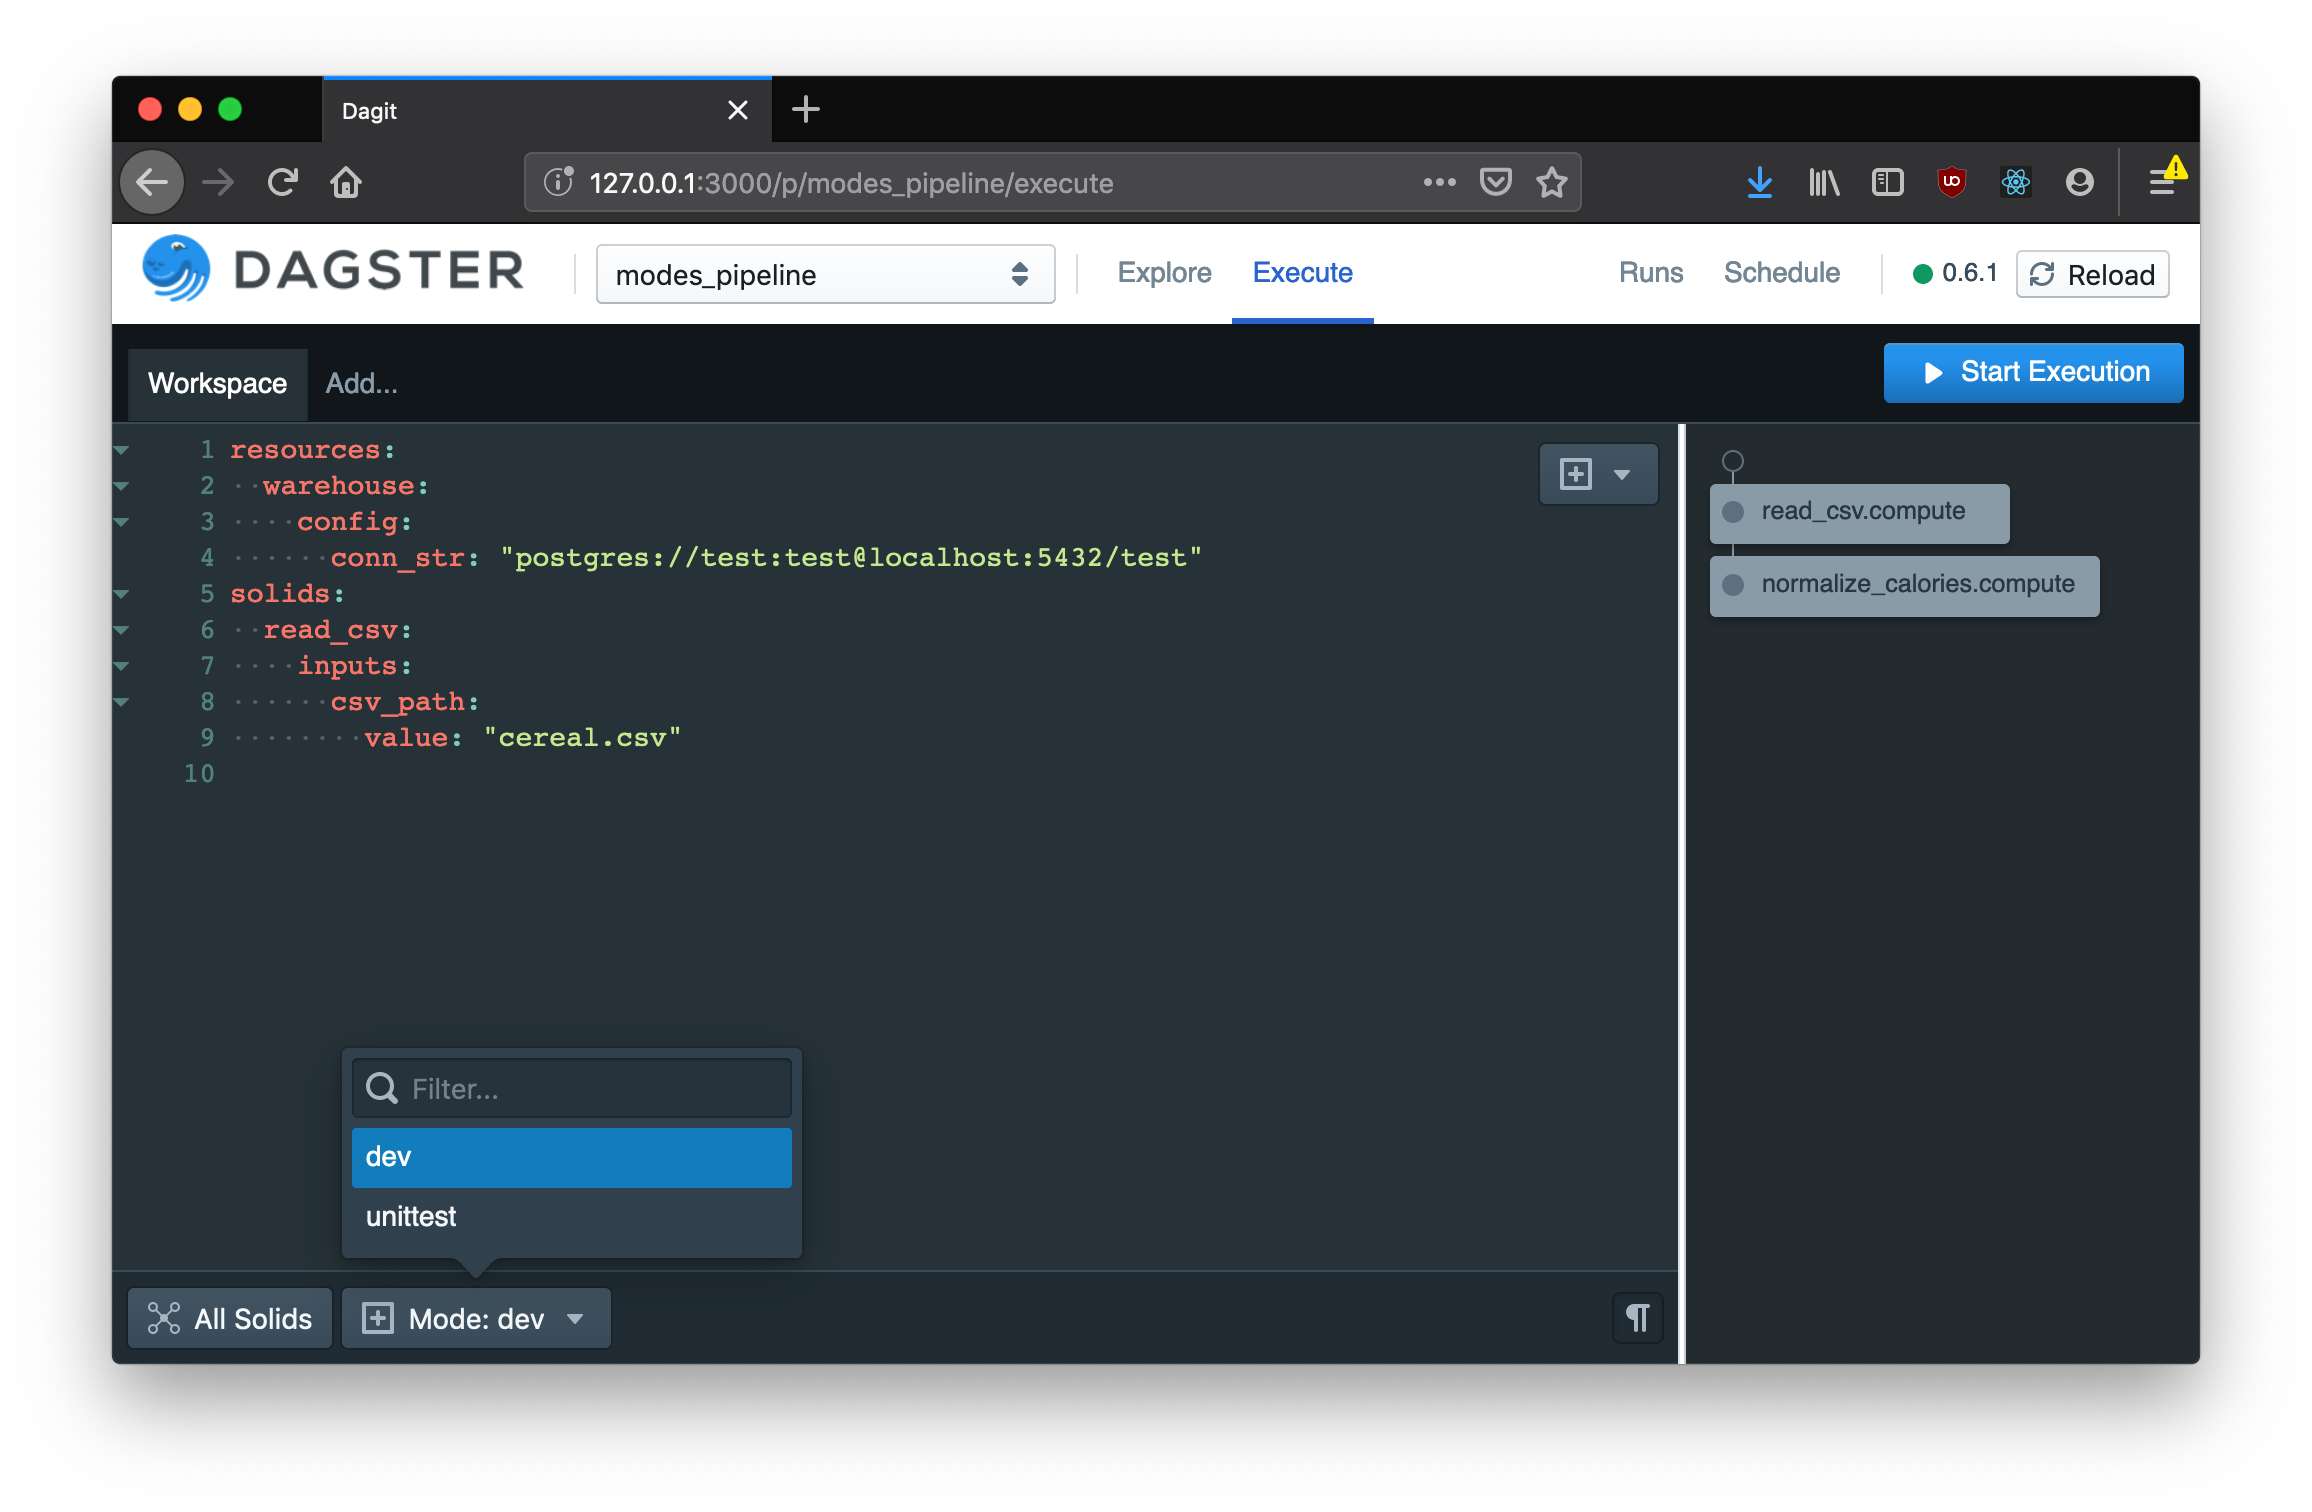 Dagit
127.0.0.1:3000/p/modes_pipeline/execute
DAGSTER
modes_pipeline
Explore
Execute
Runs
Schedule
0.6.1
Reload
Workspace
Add...
Start Execution
1 resources:
2 ··warehouse:
3 ····config:
4 ······conn_str: "postgres://test:test@localhost:5432/test"
5 solids:
6 ··read_csv:
7 ····inputs:
8 ······csv_path:
9 ········value: "cereal.csv"
10
read_csv.compute
normalize_calories.compute
Filter...
dev
unittest
All Solids
Mode: dev
¶